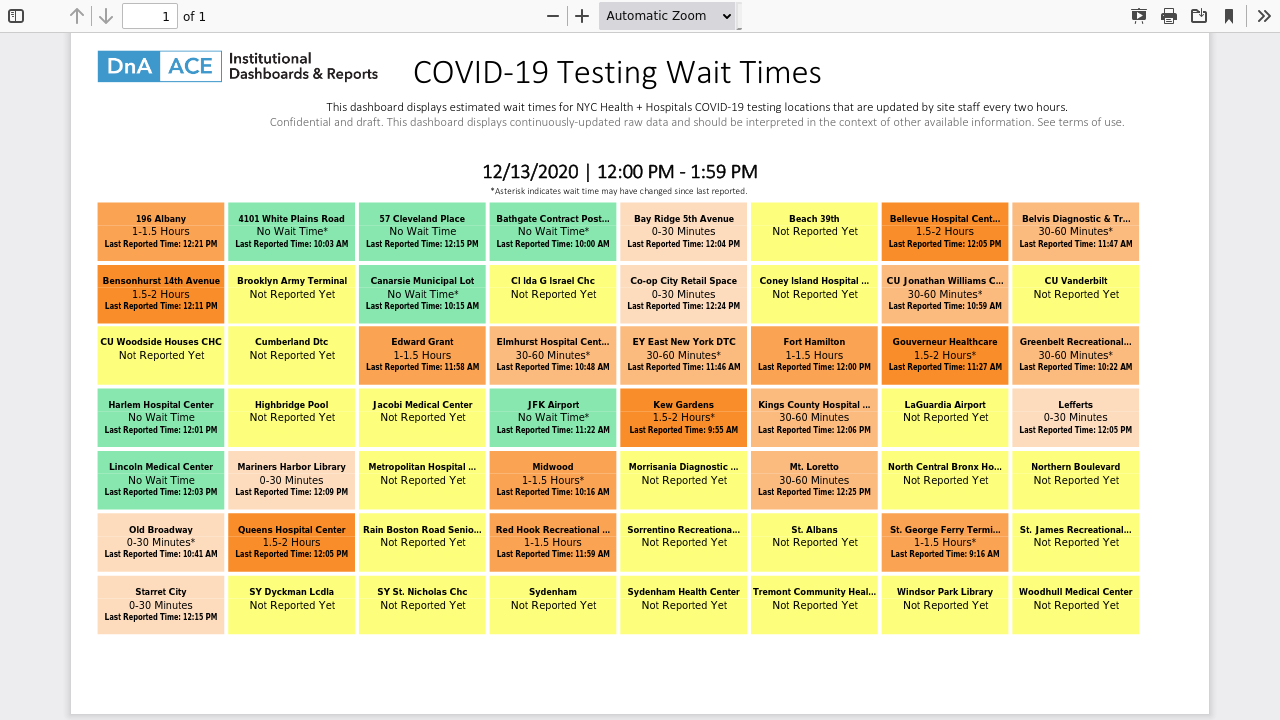 1 of 1 Automatic Zoom
DnA ACE Institutional
Dashboards & Reports
COVID-19 Testing Wait Times
This dashboard displays estimated wait times for NYC Health + Hospitals COVID-19 testing locations that are updated by site staff every two hours.
Confidential and draft. This dashboard displays continuously-updated raw data and should be interpreted in the context of other available information. See terms of use.
12/13/2020 | 12:00 PM - 1:59 PM
*Asterisk indicates wait time may have changed since last reported.
196 Albany
1-1.5 Hours
Last Reported Time: 12:21 PM
4101 White Plains Road
No Wait Time*
Last Reported Time: 10:03 AM
57 Cleveland Place
No Wait Time
Last Reported Time: 12:15 PM
Bathgate Contract Post...
No Wait Time*
Last Reported Time: 10:00 AM
Bay Ridge 5th Avenue
0-30 Minutes
Last Reported Time: 12:04 PM
Beach 39th
Not Reported Yet
Bellevue Hospital Cent...
1.5-2 Hours
Last Reported Time: 12:05 PM
Belvis Diagnostic & Tr...
30-60 Minutes*
Last Reported Time: 11:47 AM
Bensonhurst 14th Avenue
1.5-2 Hours
Last Reported Time: 12:11 PM
Brooklyn Army Terminal
Not Reported Yet
Canarsie Municipal Lot
No Wait Time*
Last Reported Time: 10:15 AM
Cl Ida G Israel Chc
Not Reported Yet
Co-op City Retail Space
0-30 Minutes
Last Reported Time: 12:24 PM
Coney Island Hospital ...
Not Reported Yet
CU Jonathan Williams C...
30-60 Minutes*
Last Reported Time: 10:59 AM
CU Vanderbilt
Not Reported Yet
CU Woodside Houses CHC
Not Reported Yet
Cumberland Dtc
Not Reported Yet
Edward Grant
1-1.5 Hours
Last Reported Time: 11:58 AM
Elmhurst Hospital Cent...
30-60 Minutes*
Last Reported Time: 10:48 AM
EY East New York DTC
30-60 Minutes*
Last Reported Time: 11:46 AM
Fort Hamilton
1-1.5 Hours
Last Reported Time: 12:00 PM
Gouverneur Healthcare
1.5-2 Hours*
Last Reported Time: 11:27 AM
Greenbelt Recreational...
30-60 Minutes*
Last Reported Time: 10:22 AM
Harlem Hospital Center
No Wait Time
Last Reported Time: 12:01 PM
Highbridge Pool
Not Reported Yet
Jacobi Medical Center
Not Reported Yet
JFK Airport
No Wait Time*
Last Reported Time: 11:22 AM
Kew Gardens
1.5-2 Hours*
Last Reported Time: 9:55 AM
Kings County Hospital ...
30-60 Minutes
Last Reported Time: 12:06 PM
LaGuardia Airport
Not Reported Yet
Lefferts
0-30 Minutes
Last Reported Time: 12:05 PM
Lincoln Medical Center
No Wait Time
Last Reported Time: 12:03 PM
Mariners Harbor Library
0-30 Minutes
Last Reported Time: 12:09 PM
Metropolitan Hospital ...
Not Reported Yet
Midwood
1-1.5 Hours*
Last Reported Time: 10:16 AM
Morrisania Diagnostic ...
Not Reported Yet
Mt. Loretto
30-60 Minutes
Last Reported Time: 12:25 PM
North Central Bronx Ho...
Not Reported Yet
Northern Boulevard
Not Reported Yet
Old Broadway
0-30 Minutes*
Last Reported Time: 10:41 AM
Queens Hospital Center
1.5-2 Hours
Last Reported Time: 12:05 PM
Rain Boston Road Senio...
Not Reported Yet
Red Hook Recreational ...
1-1.5 Hours
Last Reported Time: 11:59 AM
Sorrentino Recreationa...
Not Reported Yet
St. Albans
Not Reported Yet
St. George Ferry Termi...
1-1.5 Hours*
Last Reported Time: 9:16 AM
St. James Recreational...
Not Reported Yet
Starret City
0-30 Minutes
Last Reported Time: 12:15 PM
SY Dyckman Lcdla
Not Reported Yet
SY St. Nicholas Chc
Not Reported Yet
Sydenham
Not Reported Yet
Sydenham Health Center
Not Reported Yet
Tremont Community Heal...
Not Reported Yet
Windsor Park Library
Not Reported Yet
Woodhull Medical Center
Not Reported Yet